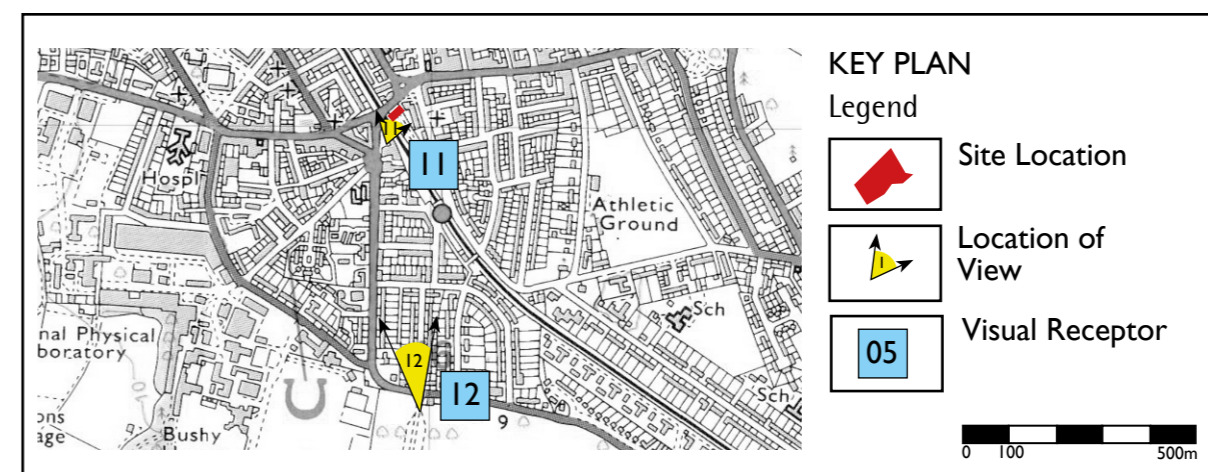 KEY PLAN
Legend
Site Location
1
Location of
View
05
Visual Receptor
0 100 500m
11
11
Hospl
Athletic
Ground
Sch
nal Physical
boratory
12
12
9
Sch
ons
age
Bushy